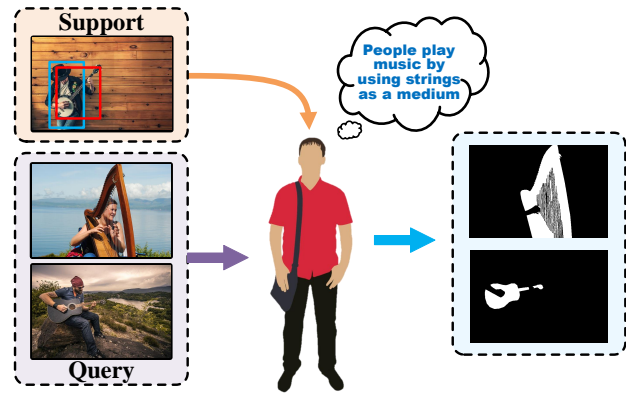 Support
People play
music by
using strings
as a medium
Query